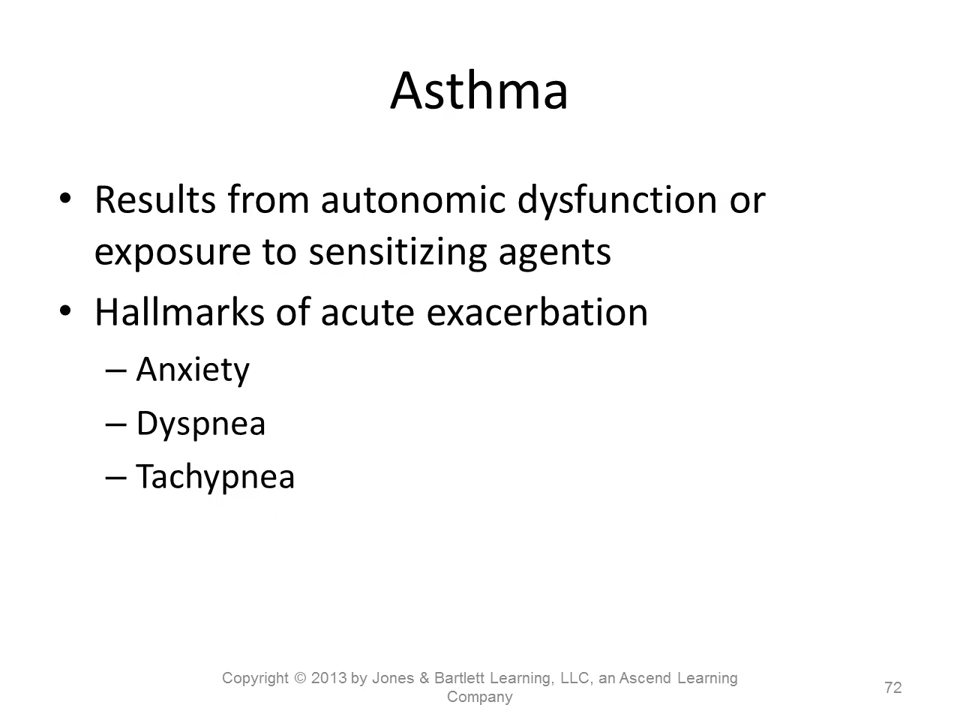 Asthma
• Results from autonomic dysfunction or
exposure to sensitizing agents
• Hallmarks of acute exacerbation
– Anxiety
– Dyspnea
– Tachypnea
Copyright © 2013 by Jones & Bartlett Learning, LLC, an Ascend Learning
Company
72